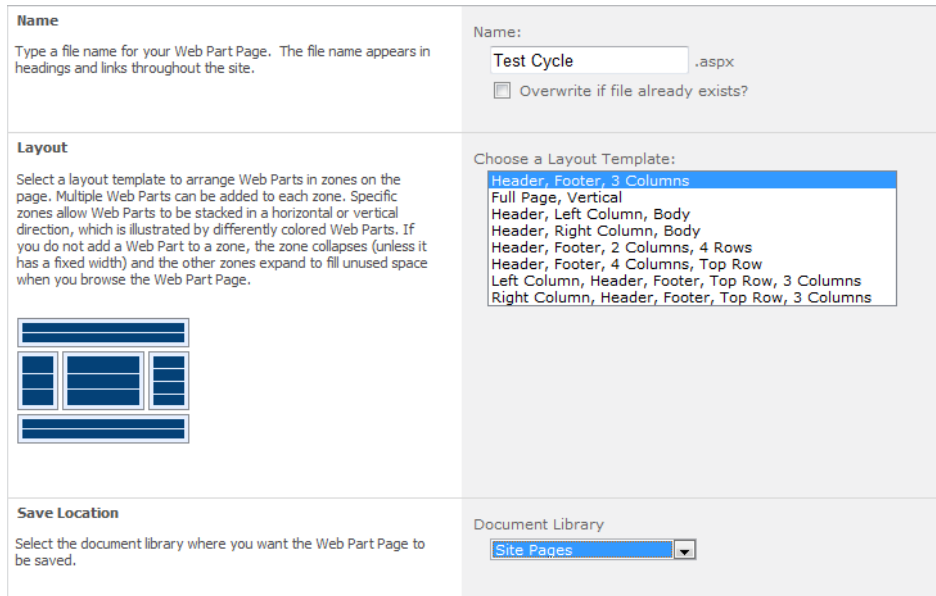 Name
Type a file name for your Web Part Page.  The file name appears in
headings and links throughout the site.
Name:
Test Cycle .aspx
Overwrite if file already exists?
Layout
Select a layout template to arrange Web Parts in zones on the
page. Multiple Web Parts can be added to each zone. Specific
zones allow Web Parts to be stacked in a horizontal or vertical
direction, which is illustrated by differently colored Web Parts. If
you do not add a Web Part to a zone, the zone collapses (unless it
has a fixed width) and the other zones expand to fill unused space
when you browse the Web Part Page.
Choose a Layout Template:
Header, Footer, 3 Columns
Full Page, Vertical
Header, Left Column, Body
Header, Right Column, Body
Header, Footer, 2 Columns, 4 Rows
Header, Footer, 4 Columns, Top Row
Left Column, Header, Footer, Top Row, 3 Columns
Right Column, Header, Footer, Top Row, 3 Columns
Save Location
Select the document library where you want the Web Part Page to
be saved.
Document Library
Site Pages